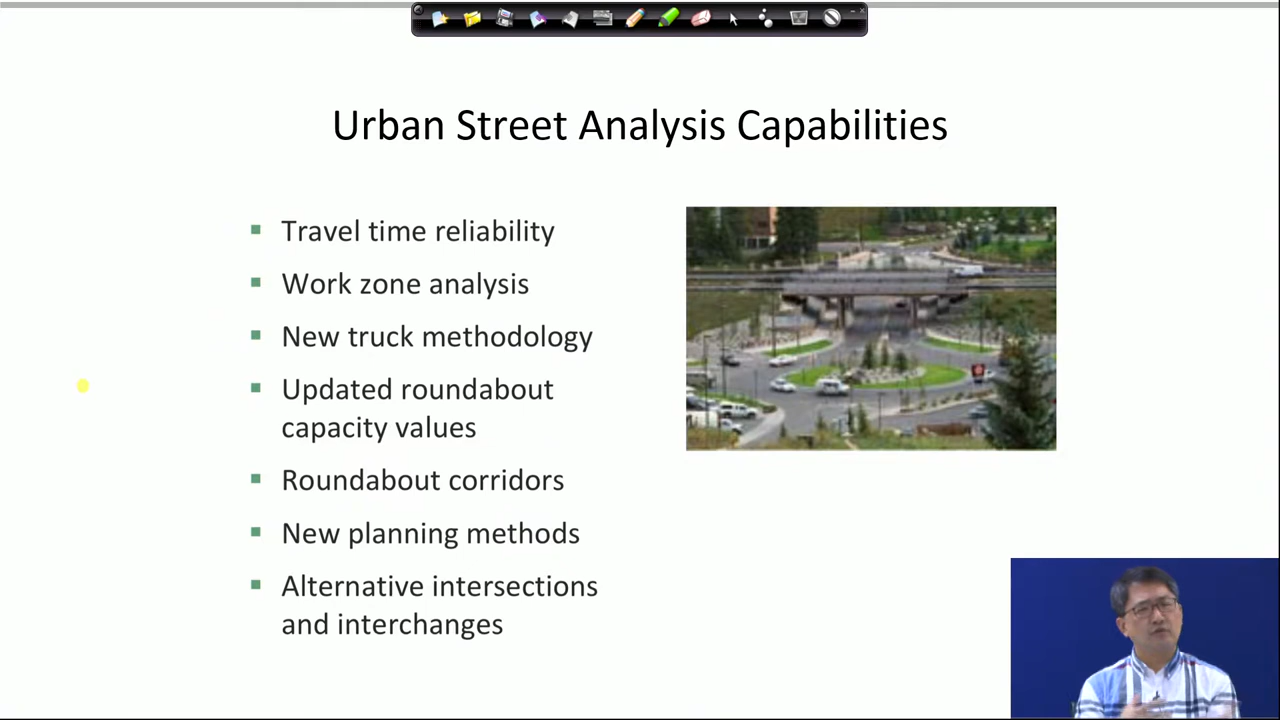 Urban Street Analysis Capabilities
Travel time reliability
Work zone analysis
New truck methodology
Updated roundabout
capacity values
Roundabout corridors
New planning methods
Alternative intersections
and interchanges